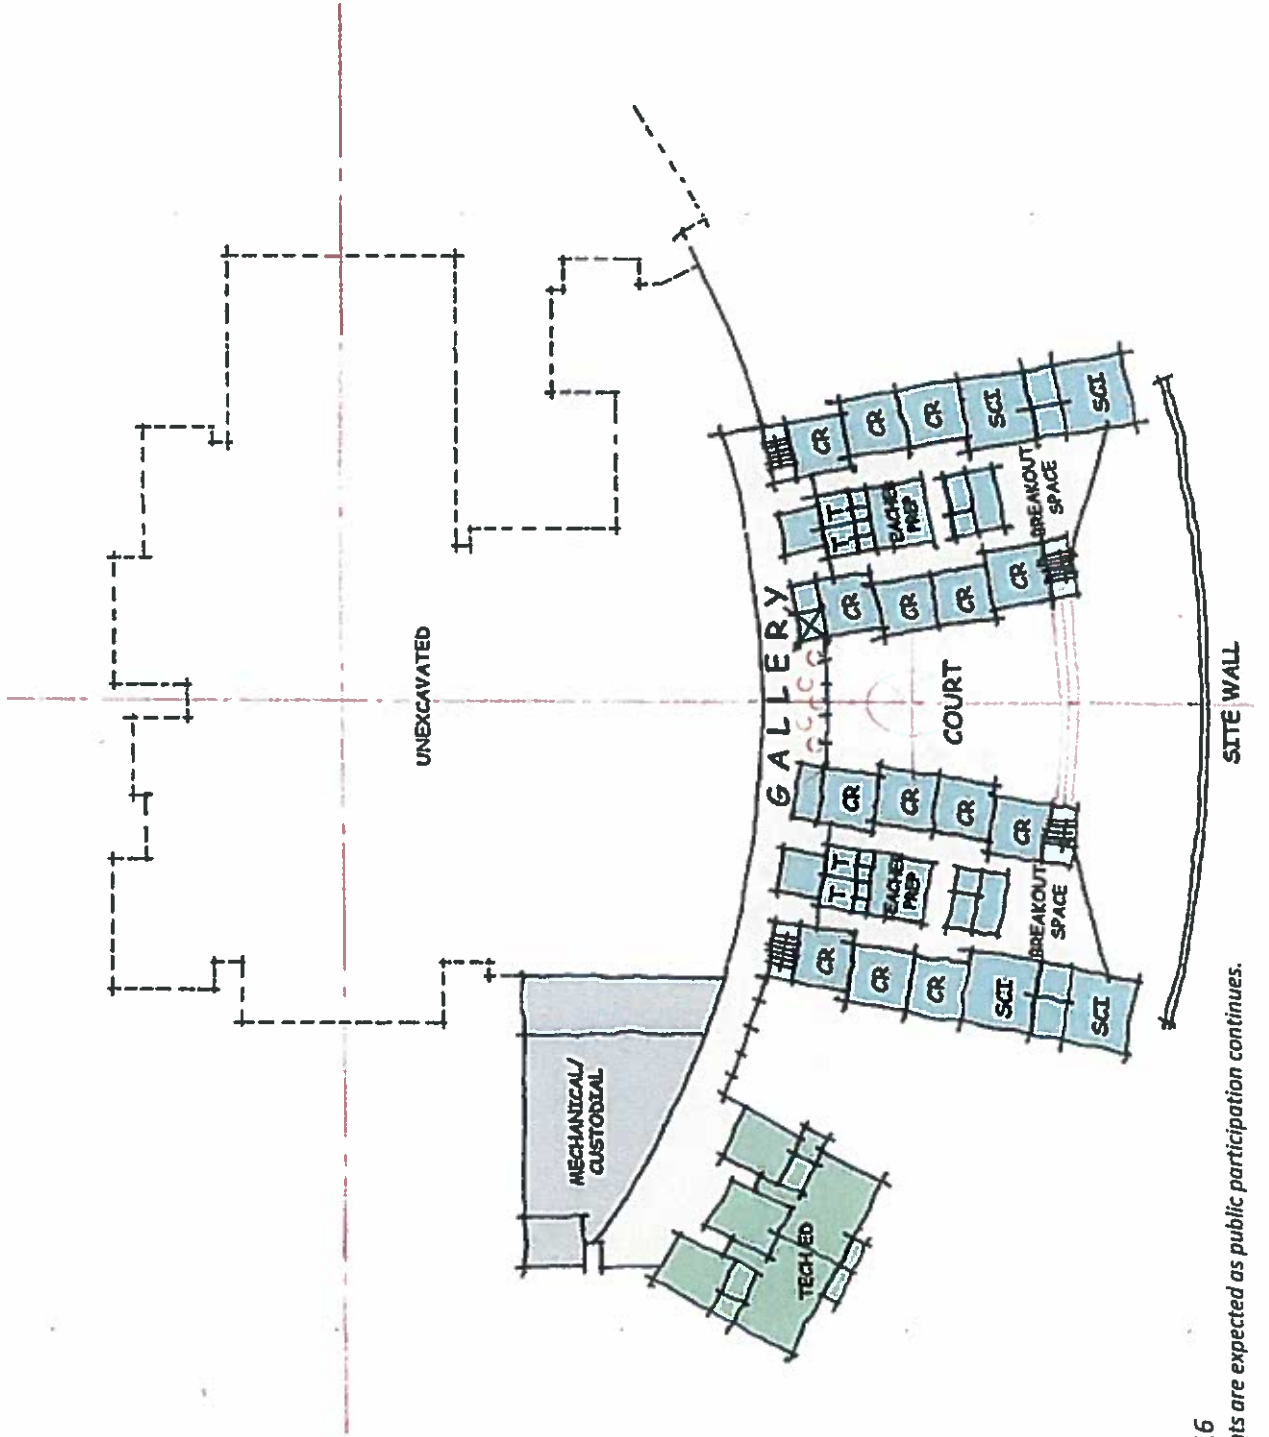 UNEXCAVATED
MECHANICAL/
CUSTODIAL
GALLERY
TECH/ED
CR
T
T
CR
CR
T
T
CR
CR
TEACHER
PREP
CR
CR
TEACHER
PREP
CR
CR
CR
COURT
CR
CR
SCI
CR
CR
SCI
BREAKOUT
SPACE
BREAKOUT
SPACE
SCI
SCI
SITE WALL
6
are expected as public participation continues.